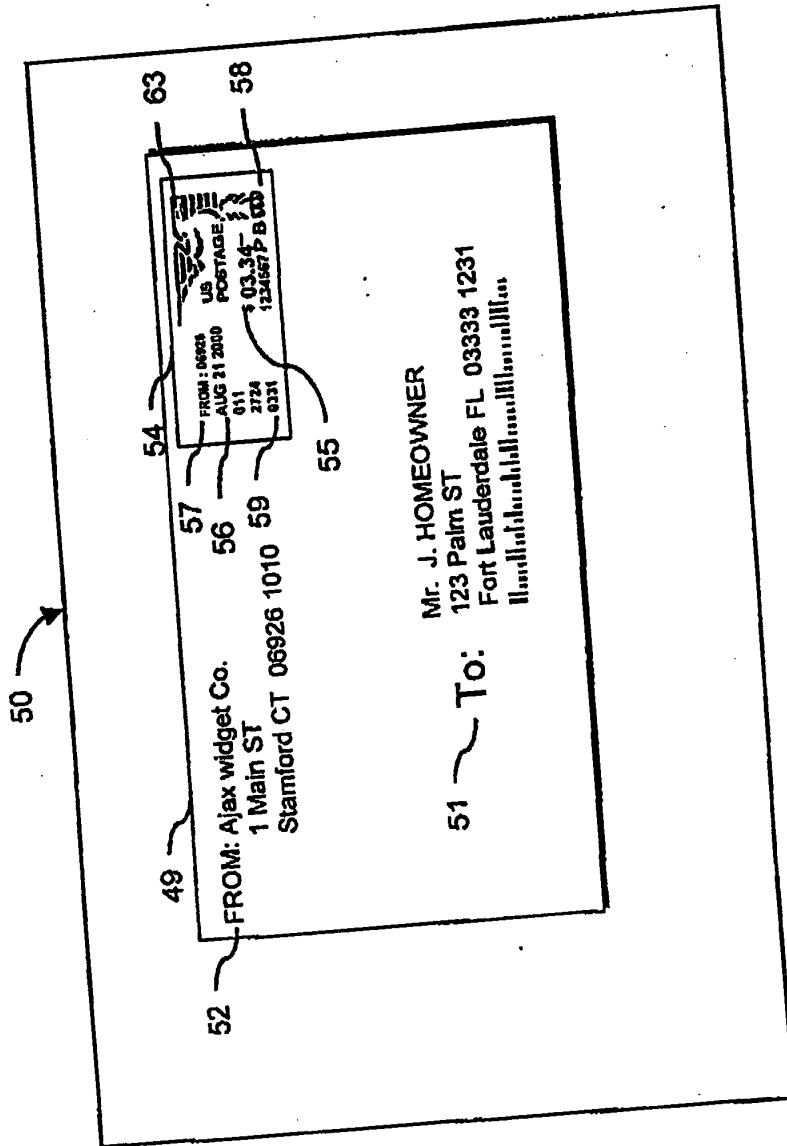 50
49
54
63
52 FROM: Ajax widget Co.
1 Main ST
Stamford CT 06926 1010
57 FROM: 06926
56 AUG 21 2000
011
2724
59 0331
US
POSTAGE
$ 03.34
1234567 P B
58
55
51 To: Mr. J. HOMEOWNER
123 Palm ST
Fort Lauderdale FL 03333 1231